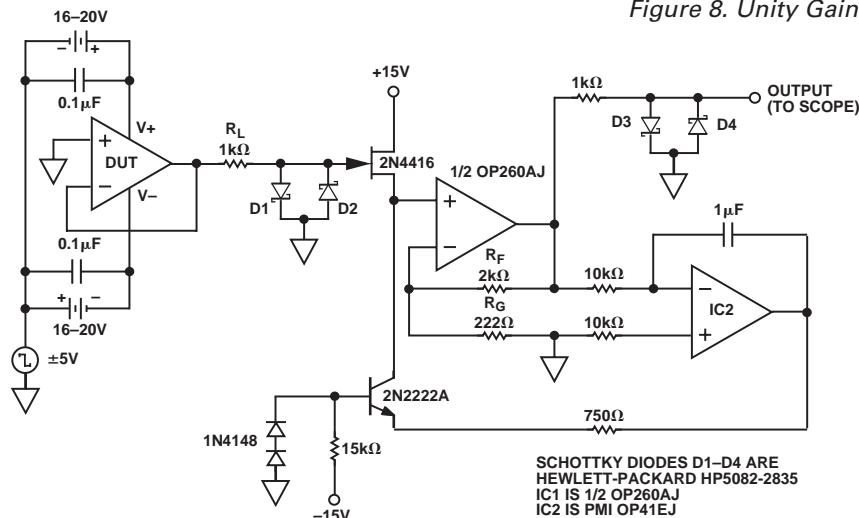 Figure 8. Unity Gain
16–20V
– +
0.1µF
V+
+
DUT
–
V–
0.1µF
+ –
16–20V
±5V
RL
1kΩ
D1
D2
+15V
2N4416
1/2 OP260AJ
+
–
RF
2kΩ
RG
222Ω
1kΩ
D3
D4
OUTPUT
(TO SCOPE)
1µF
10kΩ
10kΩ
–
IC2
+
2N2222A
750Ω
1N4148
15kΩ
–15V
SCHOTTKY DIODES D1–D4 ARE
HEWLETT-PACKARD HP5082-2835
IC1 IS 1/2 OP260AJ
IC2 IS PMI OP41EJ